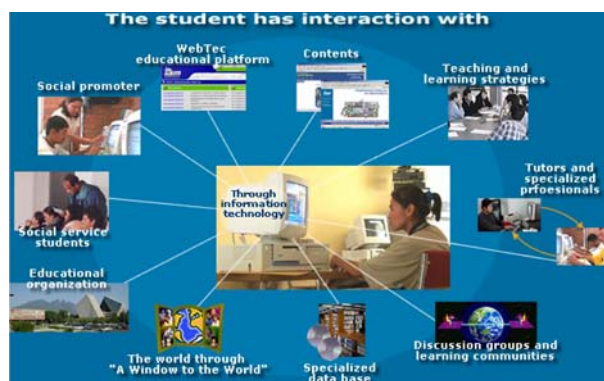 The student has interaction with
WebTec
educational platform
Contents
Teaching and
learning strategies
Social promoter
Tutors and
specialized
prfoesionals
Through
information
technology
Social service
students
Educational
organization
The world through
"A Window to the World"
Specialized
data base
Discussion groups and
learning communities